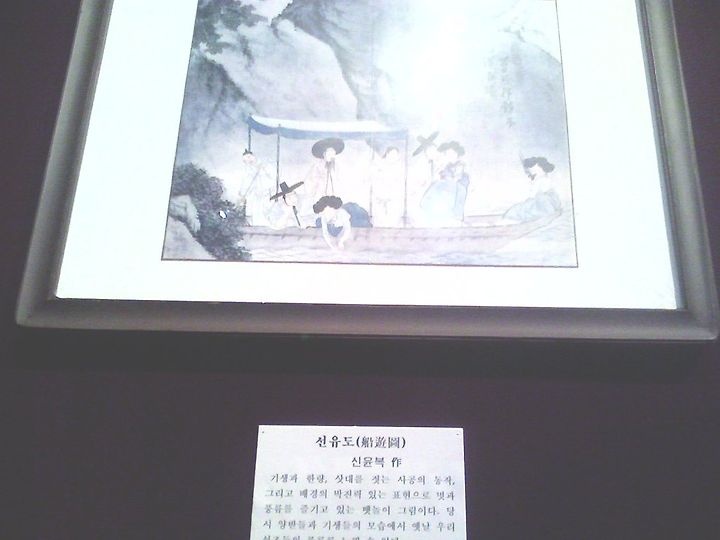 선유도(船遊圖)
신윤복 作
기생과 한량, 삿대를 젓는 사공의 동작,
그리고 배경의 박진력 있는 표현으로 멋과
풍류를 즐기고 있는 뱃놀이 그림이다. 당
시 양반들과 기생들의 모습에서 옛날 우리